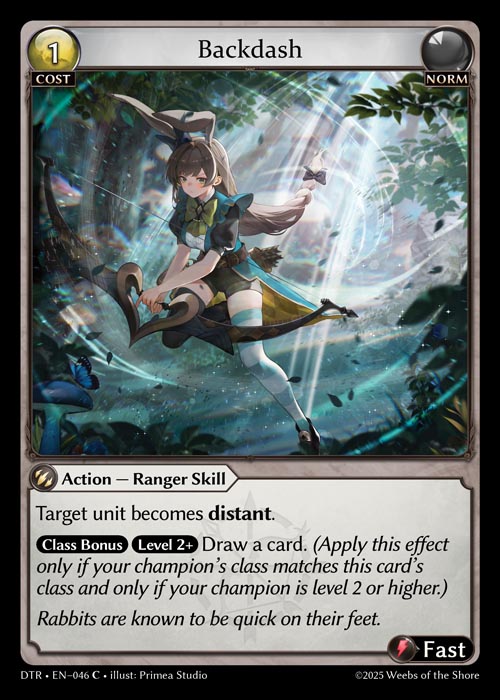 1
Backdash
COST
NORM
Action — Ranger Skill
Target unit becomes distant.
Class Bonus Level 2+ Draw a card. (Apply this effect
only if your champion's class matches this card's
class and only if your champion is level 2 or higher.)
Rabbits are known to be quick on their feet.
Fast
DTR • EN–046 C • illust: Primea Studio
©2025 Weebs of the Shore